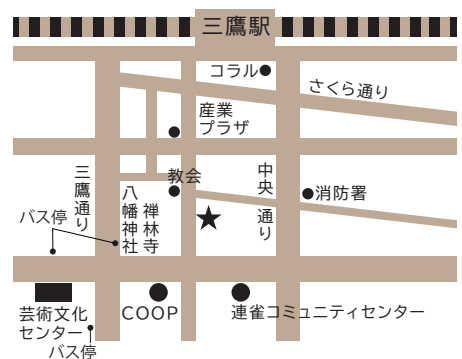 三鷹駅
コラル
さくら通り
産業
プラザ
教会
中央通り
消防署
三鷹通り
八幡神社
禅林寺
バス停
芸術文化
センター
COOP
連雀コミュニティセンター
バス停